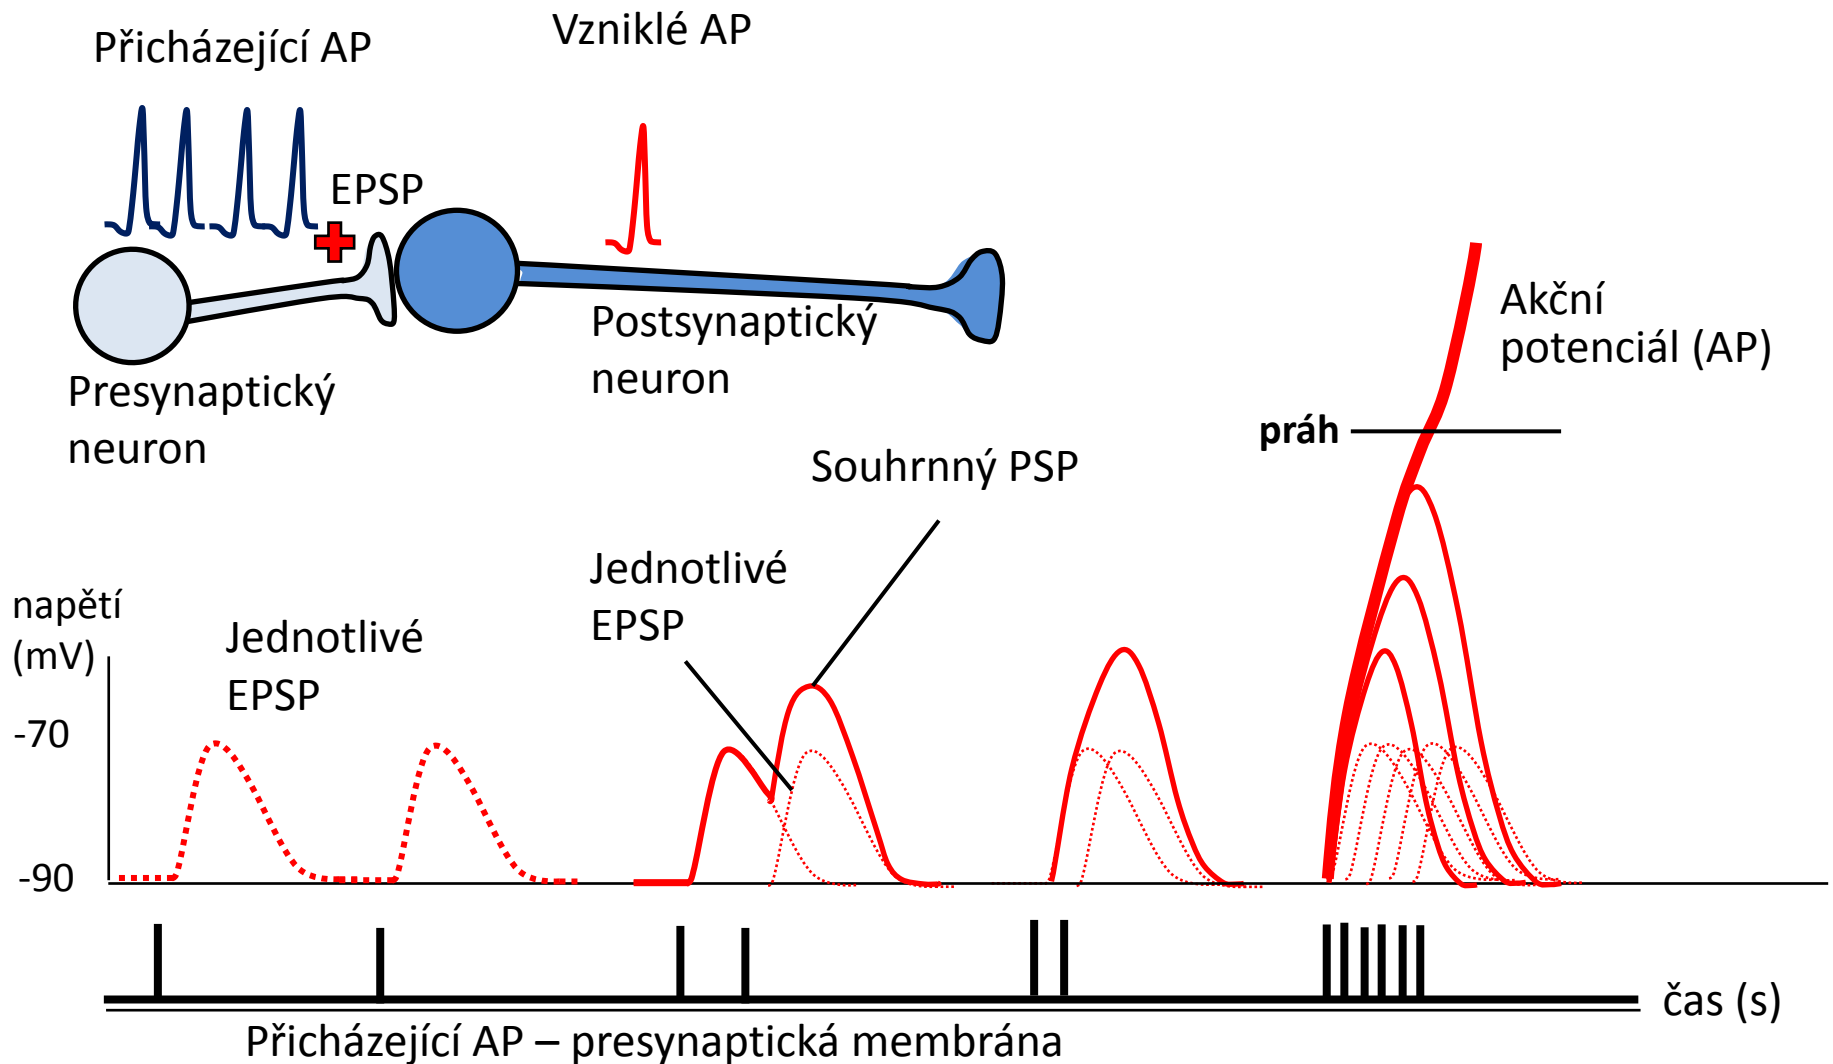 Přicházející AP
Vzniklé AP
EPSP
Postsynaptický
neuron
Presynaptický
neuron
Akční
potenciál (AP)
práh
Souhrnný PSP
Jednotlivé
EPSP
napětí
(mV)
Jednotlivé
EPSP
-70
-90
čas (s)
Přicházející AP – presynaptická membrána